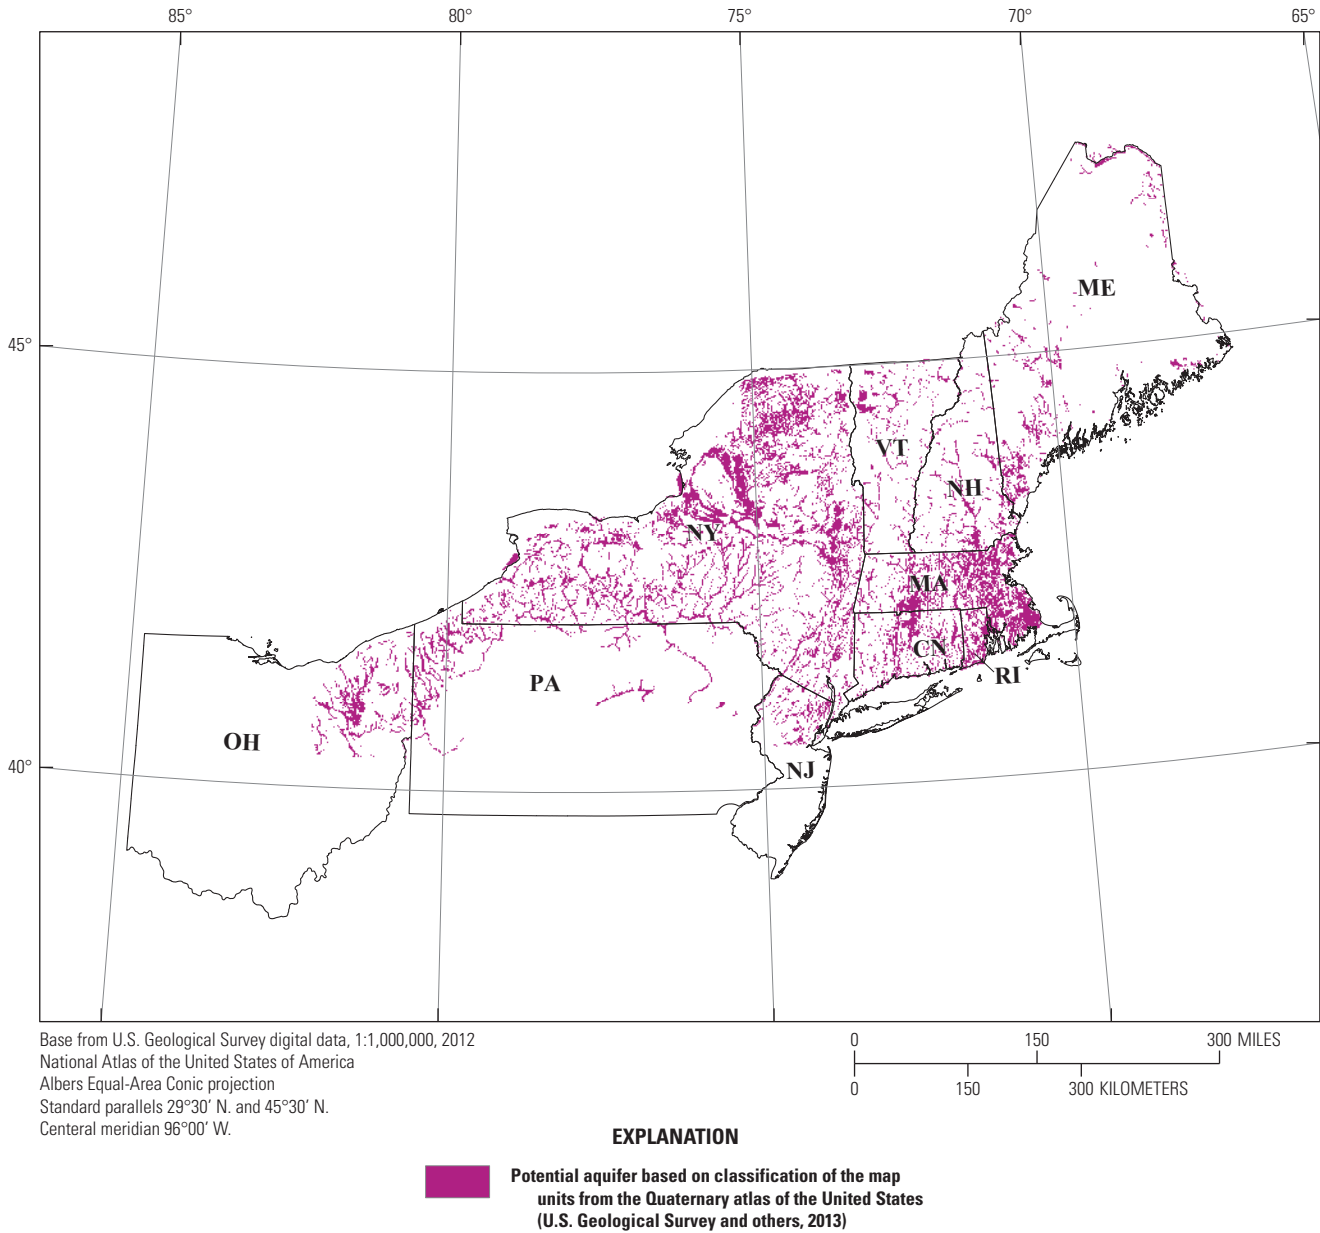 85°
80°
75°
70°
65°
ME
45°
VT
NH
NY
MA
CN
RI
PA
OH
NJ
40°
Base from U.S. Geological Survey digital data, 1:1,000,000, 2012
National Atlas of the United States of America
Albers Equal-Area Conic projection
Standard parallels 29°30′ N. and 45°30′ N.
Centeral meridian 96°00′ W.
0 150 300 MILES
0 150 300 KILOMETERS
EXPLANATION
Potential aquifer based on classification of the map
units from the Quaternary atlas of the United States
(U.S. Geological Survey and others, 2013)